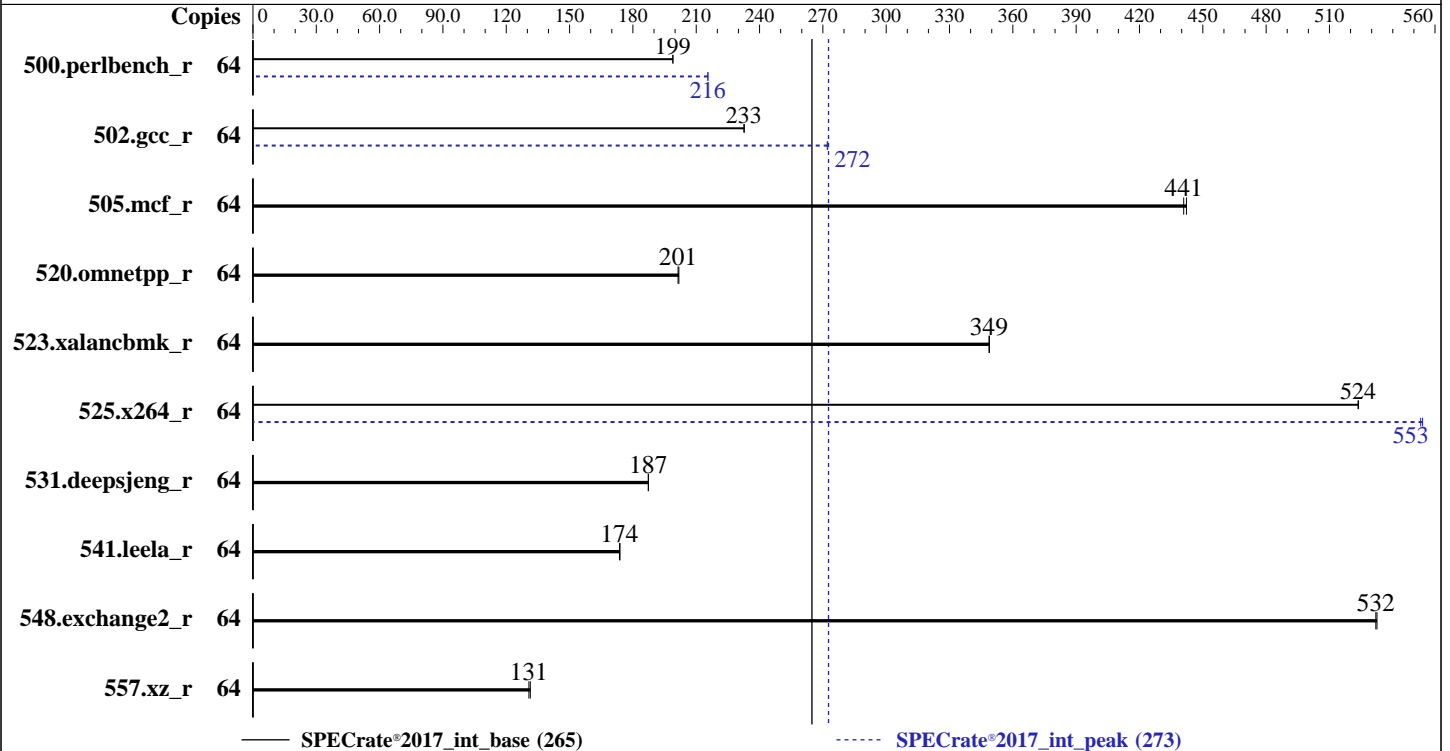 Copies 0 30.0 60.0 90.0 120 150 180 210 240 270 300 330 360 390 420 450 480 510 560
500.perlbench_r 64 199
216
502.gcc_r 64 233
272
505.mcf_r 64 441
520.omnetpp_r 64 201
523.xalancbmk_r 64 349
525.x264_r 64 524
553
531.deepsjeng_r 64 187
541.leela_r 64 174
548.exchange2_r 64 532
557.xz_r 64 131
SPECrate®2017_int_base (265) SPECrate®2017_int_peak (273)